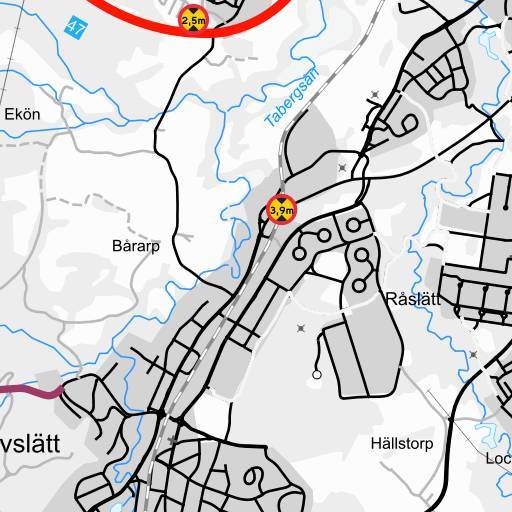 2,5m
47
Ekön
Tabergsån
3,9m
Bårarp
Råslätt
vslätt
Hällstorp
Loc